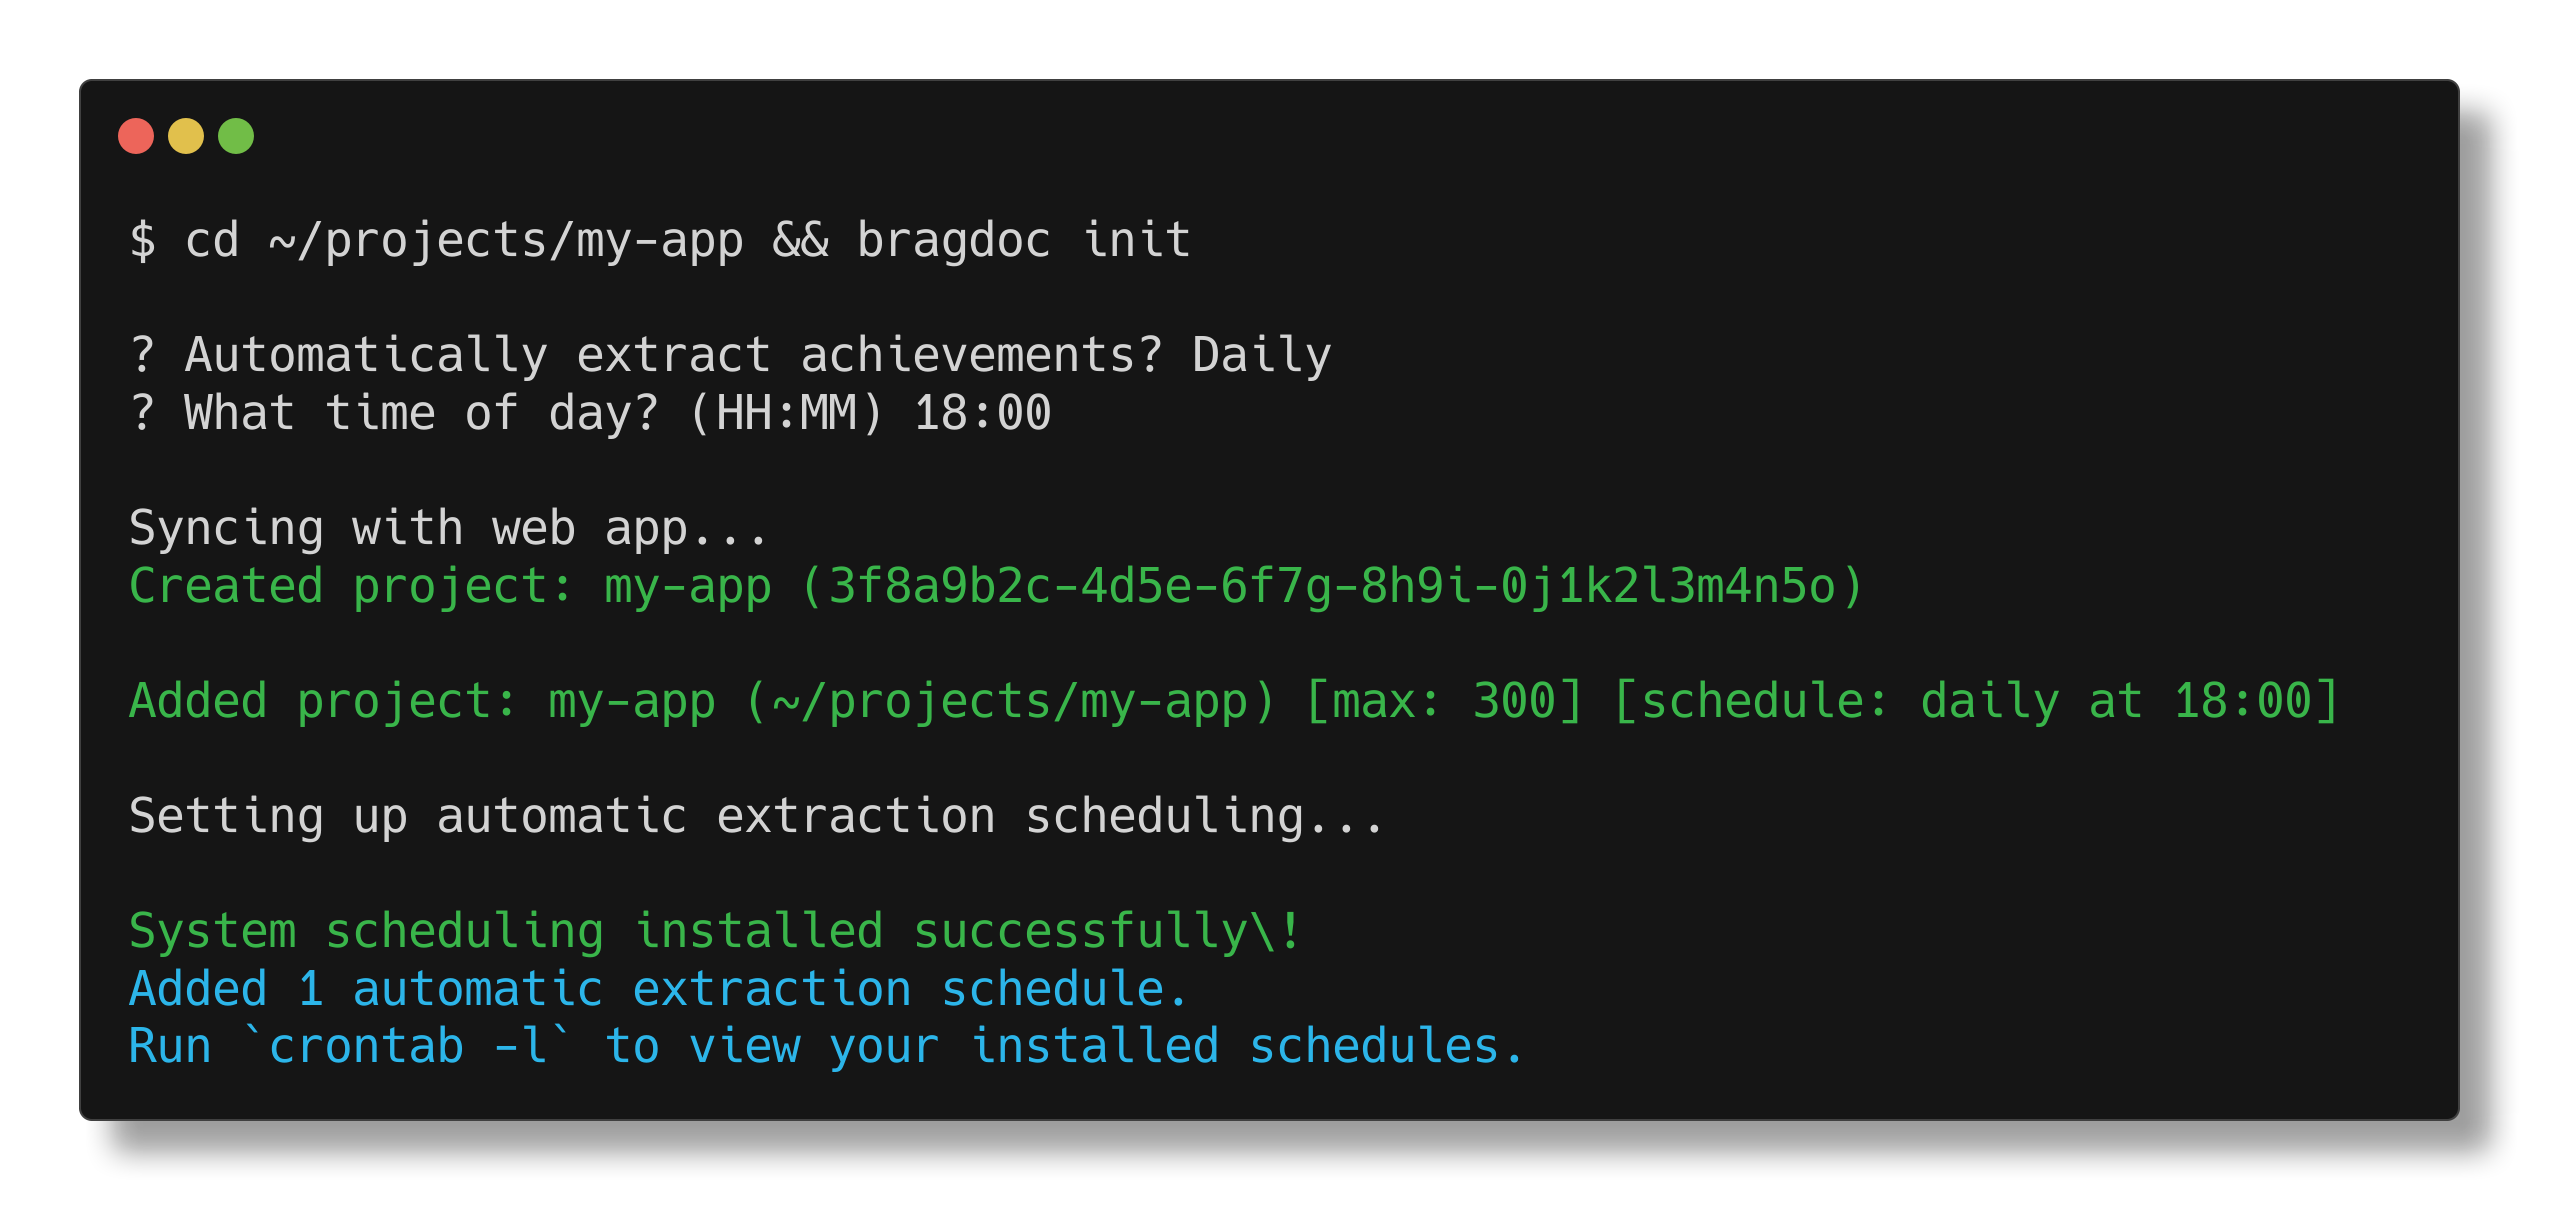 $ cd ~/projects/my-app && bragdoc init
? Automatically extract achievements? Daily
? What time of day? (HH:MM) 18:00
Syncing with web app...
Created project: my-app (3f8a9b2c-4d5e-6f7g-8h9i-0j1k2l3m4n5o)
Added project: my-app (~/projects/my-app) [max: 300] [schedule: daily at 18:00]
Setting up automatic extraction scheduling...
System scheduling installed successfully\!
Added 1 automatic extraction schedule.
Run `crontab -l` to view your installed schedules.